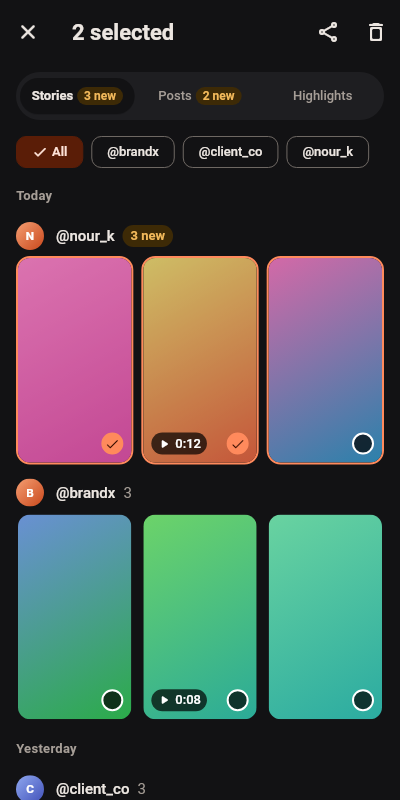 2 selected
Stories 3 new Posts 2 new Highlights
All @brandx @client_co @nour_k
Today
N @nour_k 3 new
0:12
B @brandx 3
0:08
Yesterday
C @client_co 3